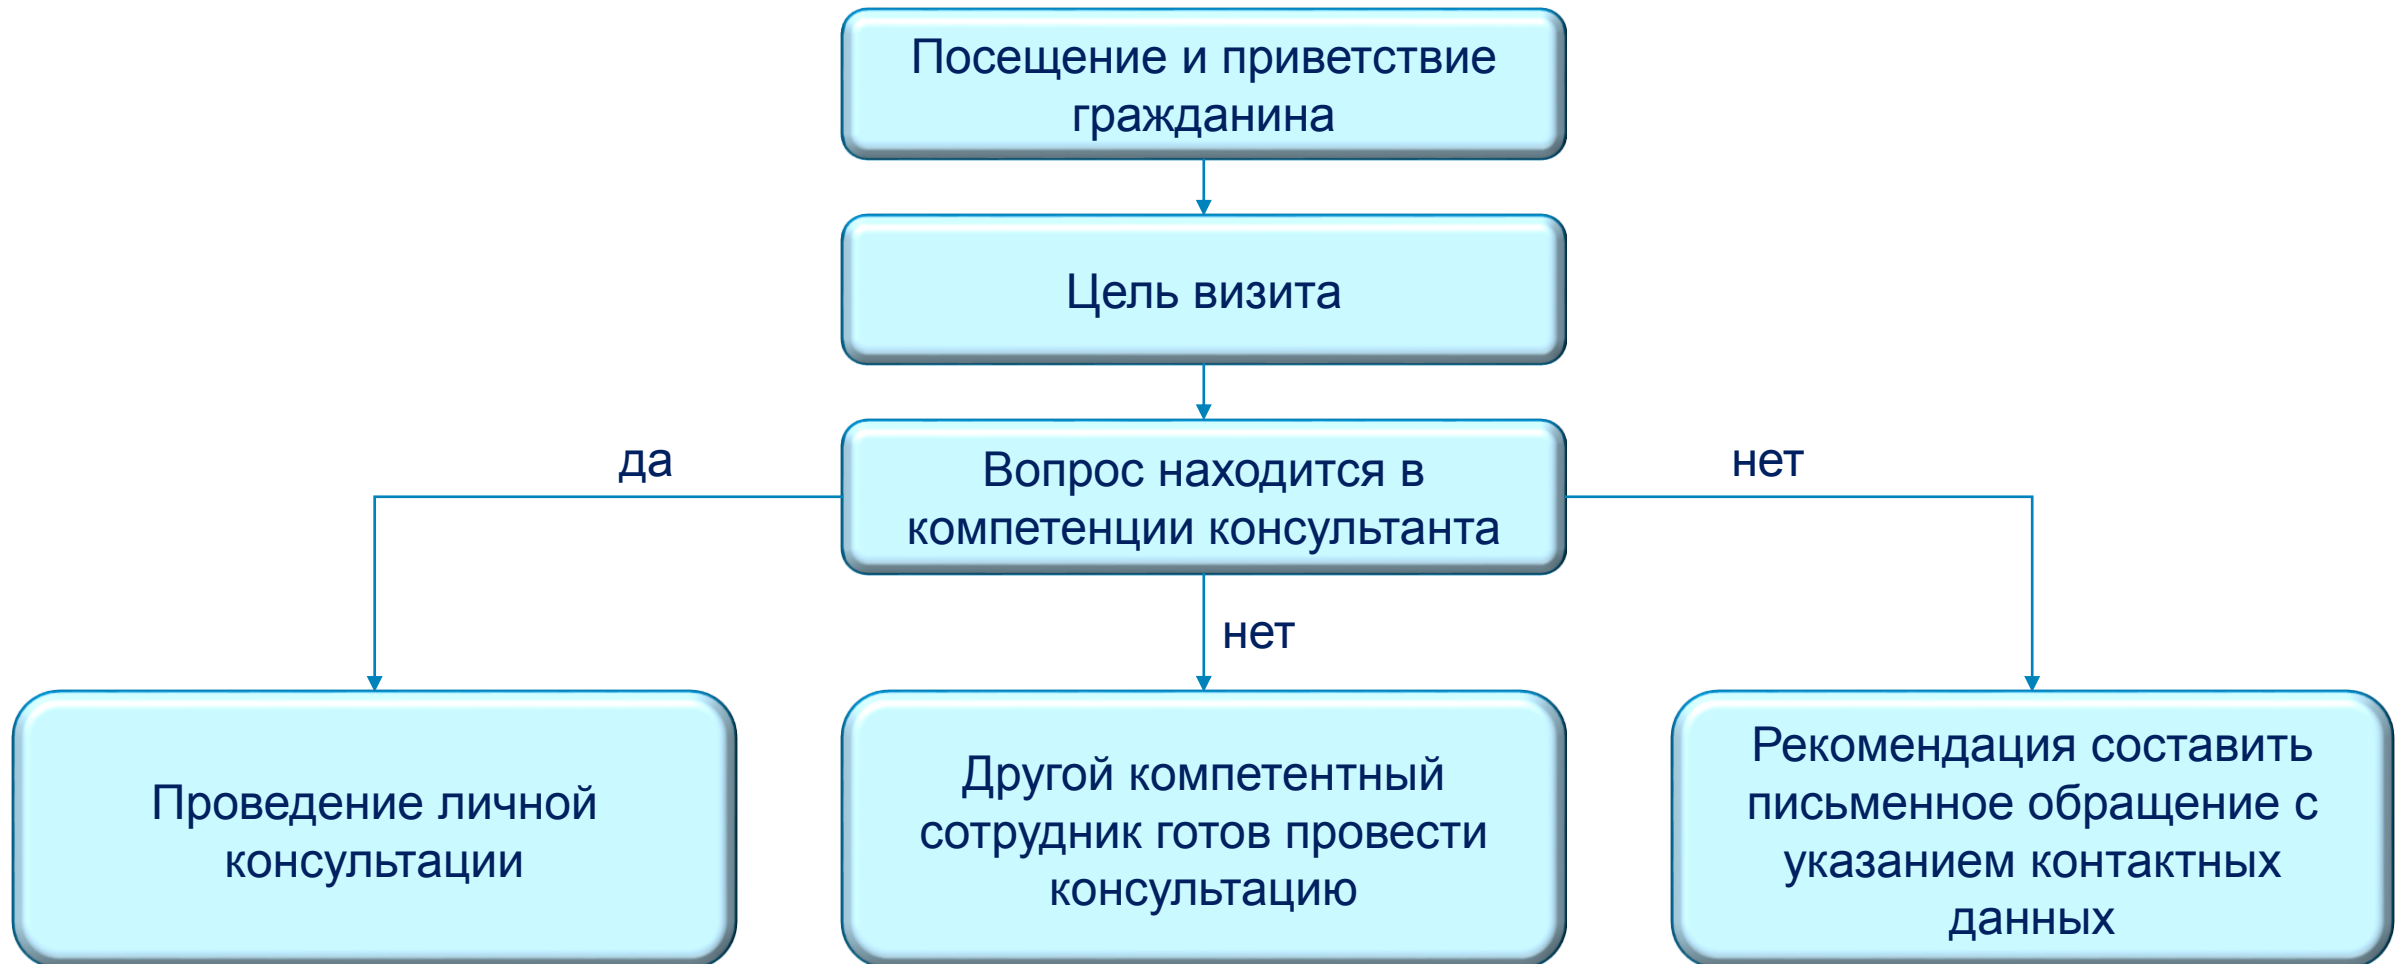 Посещение и приветствие
гражданина
Цель визита
да
Вопрос находится в
компетенции консультанта
нет
нет
Проведение личной
консультации
Другой компетентный
сотрудник готов провести
консультацию
Рекомендация составить
письменное обращение с
указанием контактных
данных